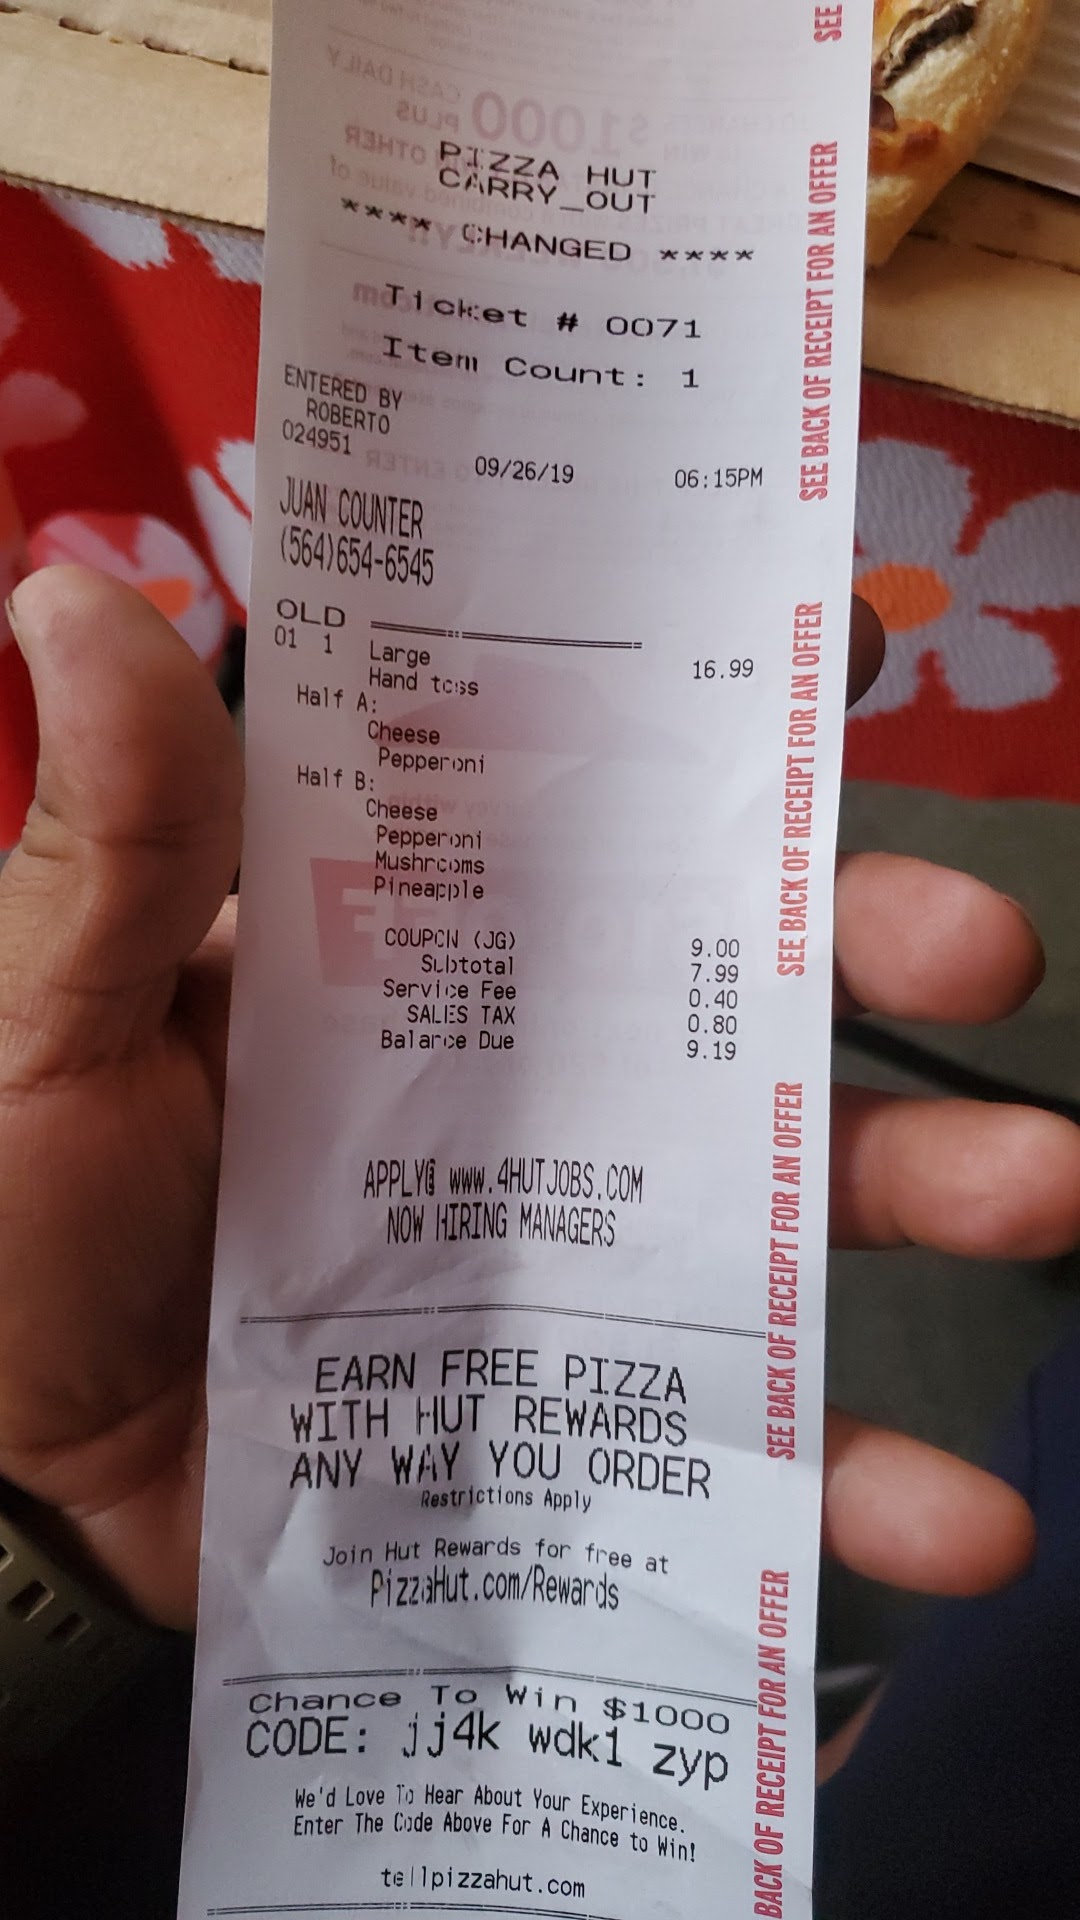 SEE
$1000
CASH DAILY
PLUS
PIZZA HUT
CARRY_OUT
**** CHANGED ****
Ticket # 0071
Item Count: 1
ENTERED BY
ROBERTO
024951
09/26/19 06:15PM
JUAN COUNTER
(564)654-6545
OLD
01 1 Large 16.99
Hand toss
Half A:
Cheese
Pepperoni
Half B:
Cheese
Pepperoni
Mushrooms
Pineapple
COUPON (JG) 9.00
Subtotal 7.99
Service Fee 0.40
SALES TAX 0.80
Balance Due 9.19
APPLY@ www.4HUTJOBS.COM
NOW HIRING MANAGERS
EARN FREE PIZZA
WITH HUT REWARDS
ANY WAY YOU ORDER
Restrictions Apply
Join Hut Rewards for free at
PizzaHut.com/Rewards
Chance To Win $1000
CODE: jj4k wdk1 zyp
We'd Love To Hear About Your Experience.
Enter The Code Above For A Chance to Win!
tellpizzahut.com
SEE BACK OF RECEIPT FOR AN OFFER
SEE BACK OF RECEIPT FOR AN OFFER
SEE BACK OF RECEIPT FOR AN OFFER
BACK OF RECEIPT FOR AN OFFER